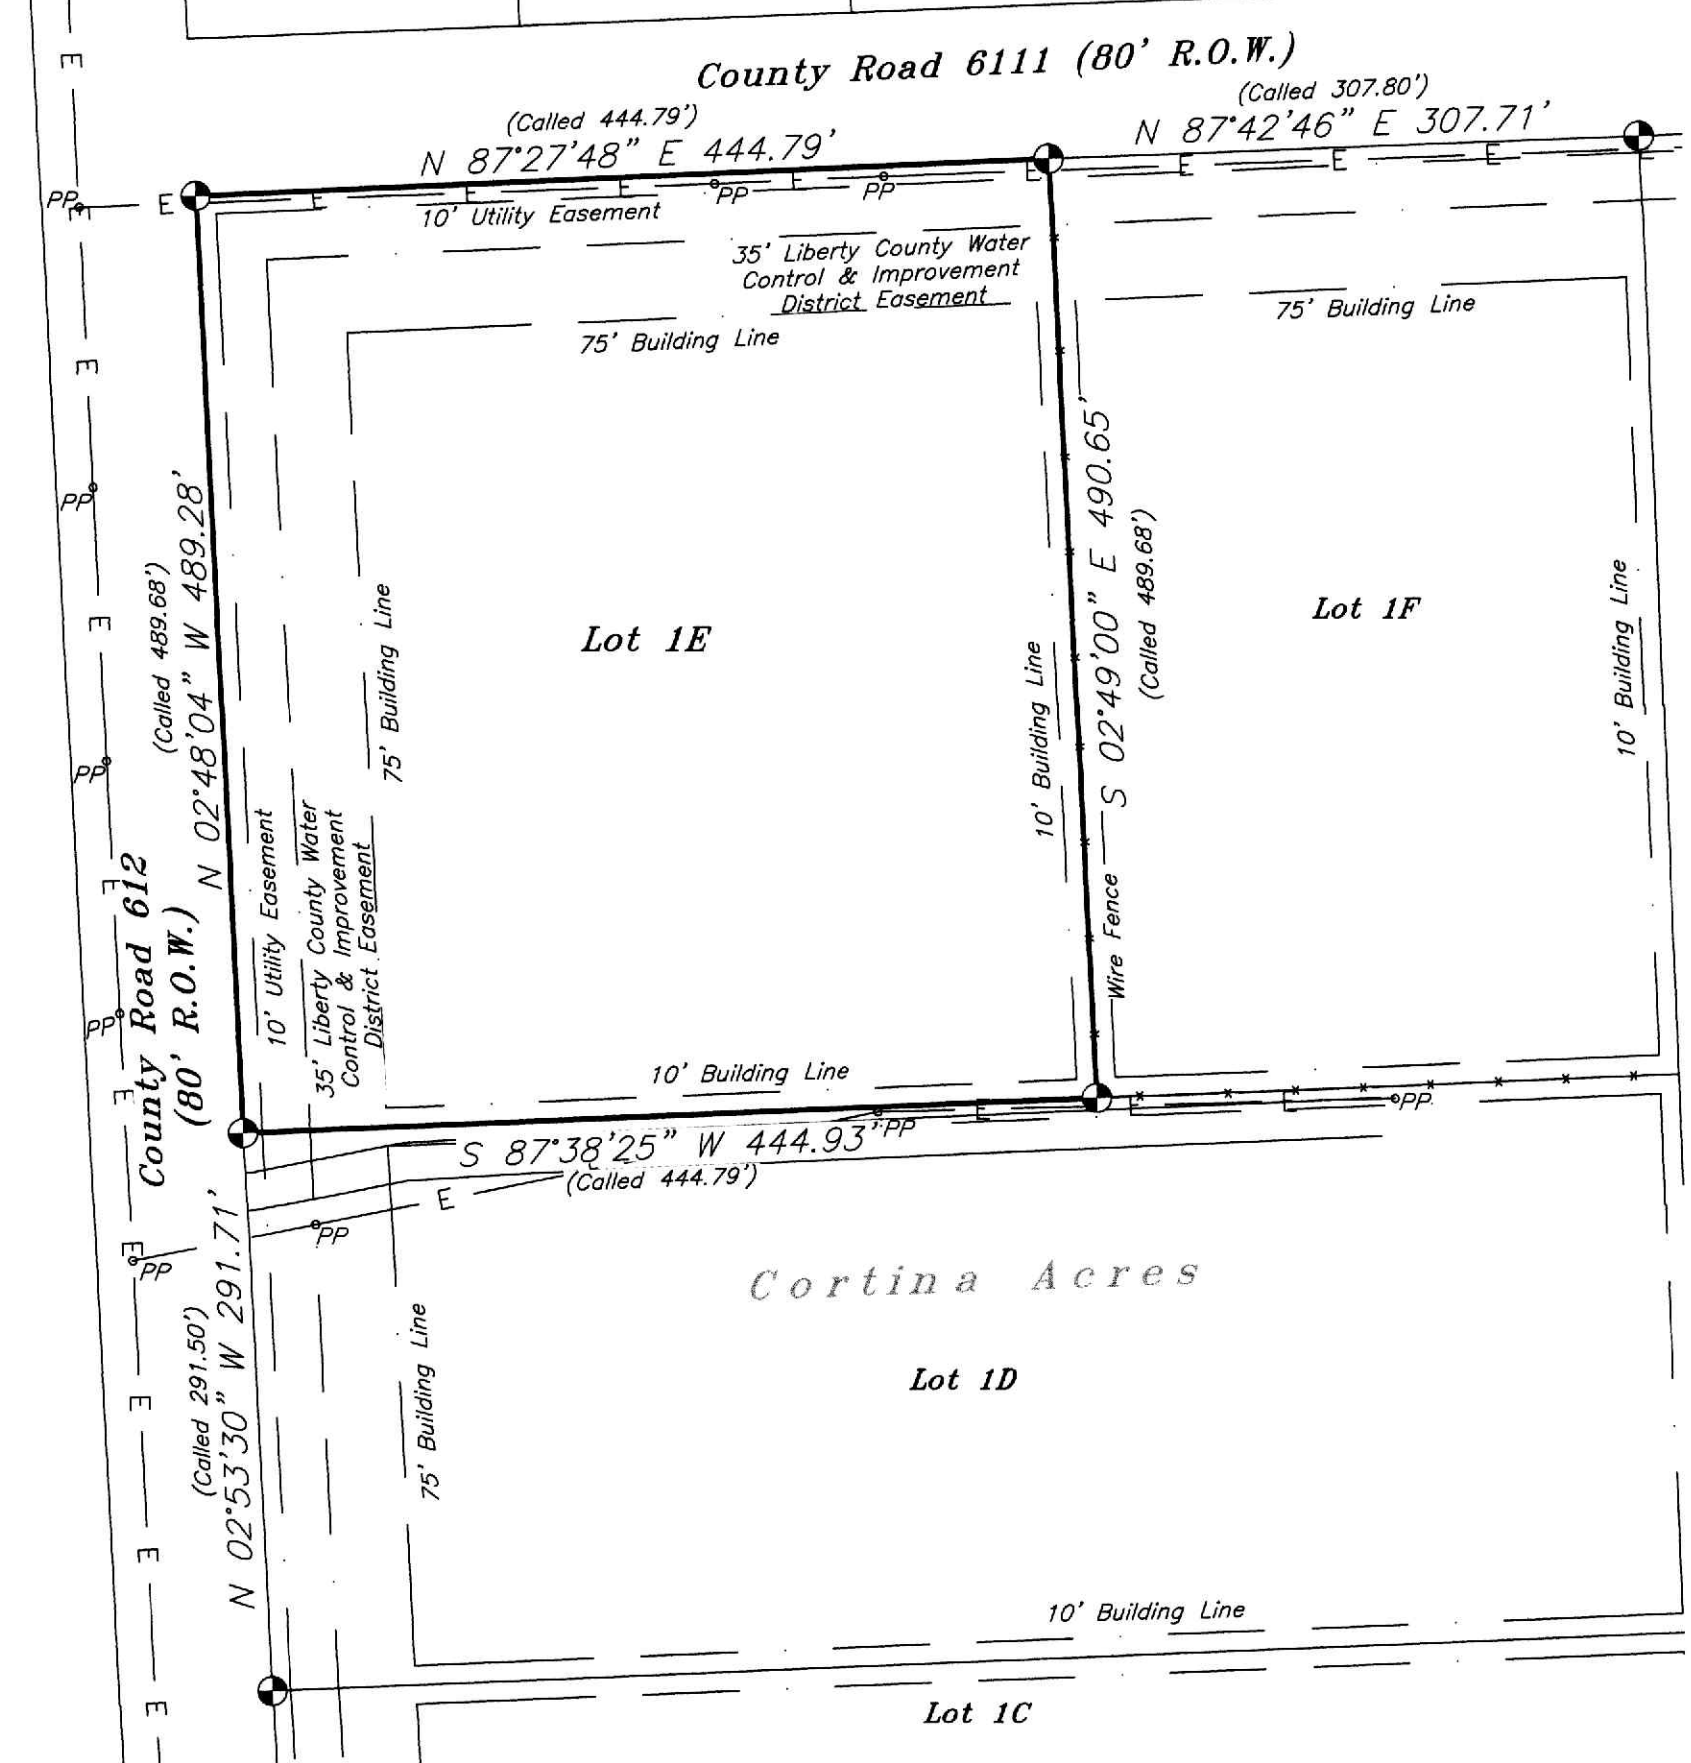 County Road 6111 (80' R.O.W.)
(Called 444.79')
N 87°27'48" E 444.79'
(Called 307.80')
N 87°42'46" E 307.71'
E
E
E
E
E
E
E
E
E
E
PP
PP
PP
10' Utility Easement
35' Liberty County Water
Control & Improvement
District Easement
75' Building Line
75' Building Line
E
E
E
E
PP
PP
PP
E
E
E
E
E
E
(Called 489.68')
N 02°48'04" W 489.28'
County Road 612
(80' R.O.W.)
10' Utility Easement
35' Liberty County Water
Control & Improvement
District Easement
75' Building Line
Lot 1E
10' Building Line
S 02°49'00" E 490.65'
(Called 489.68')
Wire Fence
Lot 1F
10' Building Line
10' Building Line
E
E
E
PP
PP
S 87°38'25" W 444.93'
(Called 444.79')
E
PP
PP
(Called 291.50')
N 02°53'30" W 291.71'
Cortina Acres
75' Building Line
Lot 1D
10' Building Line
Lot 1C